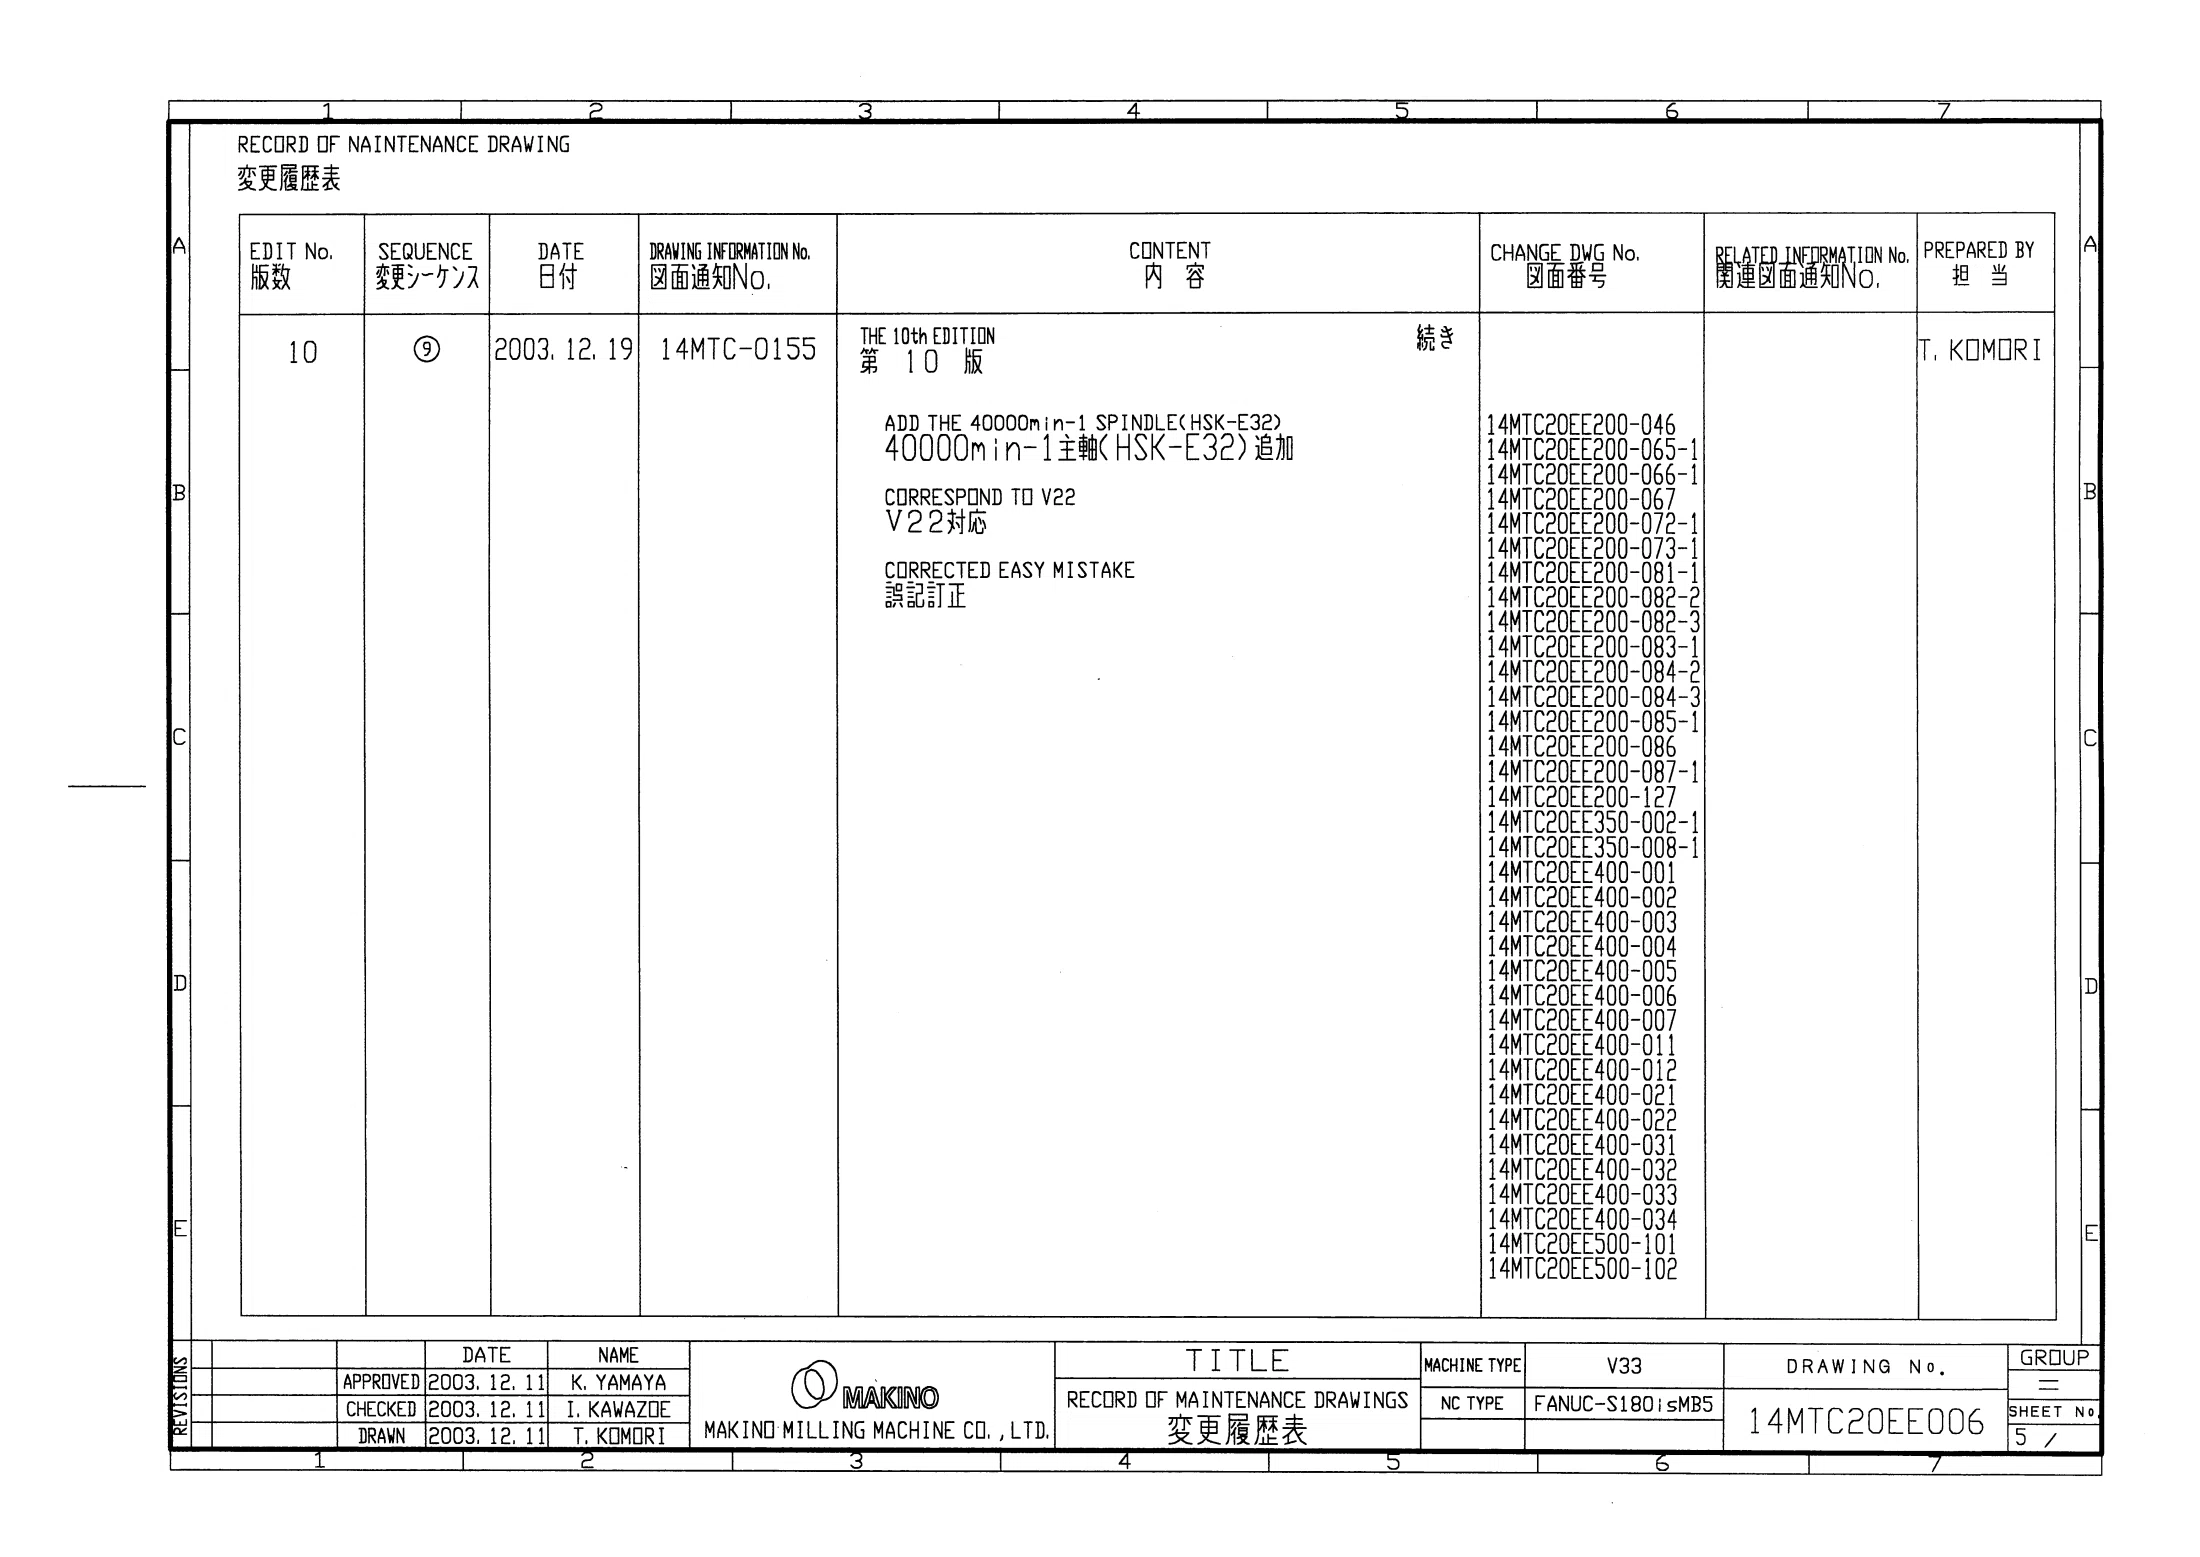 1 2 3 4 5 6 7
RECORD OF NAINTENANCE DRAWING
変更履歴表
EDIT No. SEQUENCE DATE DRAWING INFORMATION No. CONTENT CHANGE DWG No. RELATED INFORMATION No. PREPARED BY
版数 変更シーケンス 日付 図面通知No. 内 容 図面番号 関連図面通知No. 担 当
10 ⑨ 2003. 12. 19 14MTC-0155 THE 10th EDITION 続き T. KOMORI
第 10 版
ADD THE 40000min-1 SPINDLE(HSK-E32)
40000min-1主軸(HSK-E32)追加
CORRESPOND TO V22
V22対応
CORRECTED EASY MISTAKE
誤記訂正
14MTC20EE200-046
14MTC20EE200-065-1
14MTC20EE200-066-1
14MTC20EE200-067
14MTC20EE200-072-1
14MTC20EE200-073-1
14MTC20EE200-081-1
14MTC20EE200-082-2
14MTC20EE200-082-3
14MTC20EE200-083-1
14MTC20EE200-084-2
14MTC20EE200-084-3
14MTC20EE200-085-1
14MTC20EE200-086
14MTC20EE200-087-1
14MTC20EE200-127
14MTC20EE350-002-1
14MTC20EE350-008-1
14MTC20EE400-001
14MTC20EE400-002
14MTC20EE400-003
14MTC20EE400-004
14MTC20EE400-005
14MTC20EE400-006
14MTC20EE400-007
14MTC20EE400-011
14MTC20EE400-012
14MTC20EE400-021
14MTC20EE400-022
14MTC20EE400-031
14MTC20EE400-032
14MTC20EE400-033
14MTC20EE400-034
14MTC20EE500-101
14MTC20EE500-102
A A
B B
C C
D D
E E
REVISIONS
DATE NAME
APPROVED 2003. 12. 11 K. YAMAYA
CHECKED 2003. 12. 11 I. KAWAZOE
DRAWN 2003. 12. 11 T. KOMORI
MAKINO
MAKINO MILLING MACHINE CO. , LTD.
TITLE
RECORD OF MAINTENANCE DRAWINGS
変更履歴表
MACHINE TYPE V33
NC TYPE FANUC-S180isMB5
DRAWING No.
14MTC20EE006
GROUP
=
SHEET No.
5 /
1 2 3 4 5 6 7